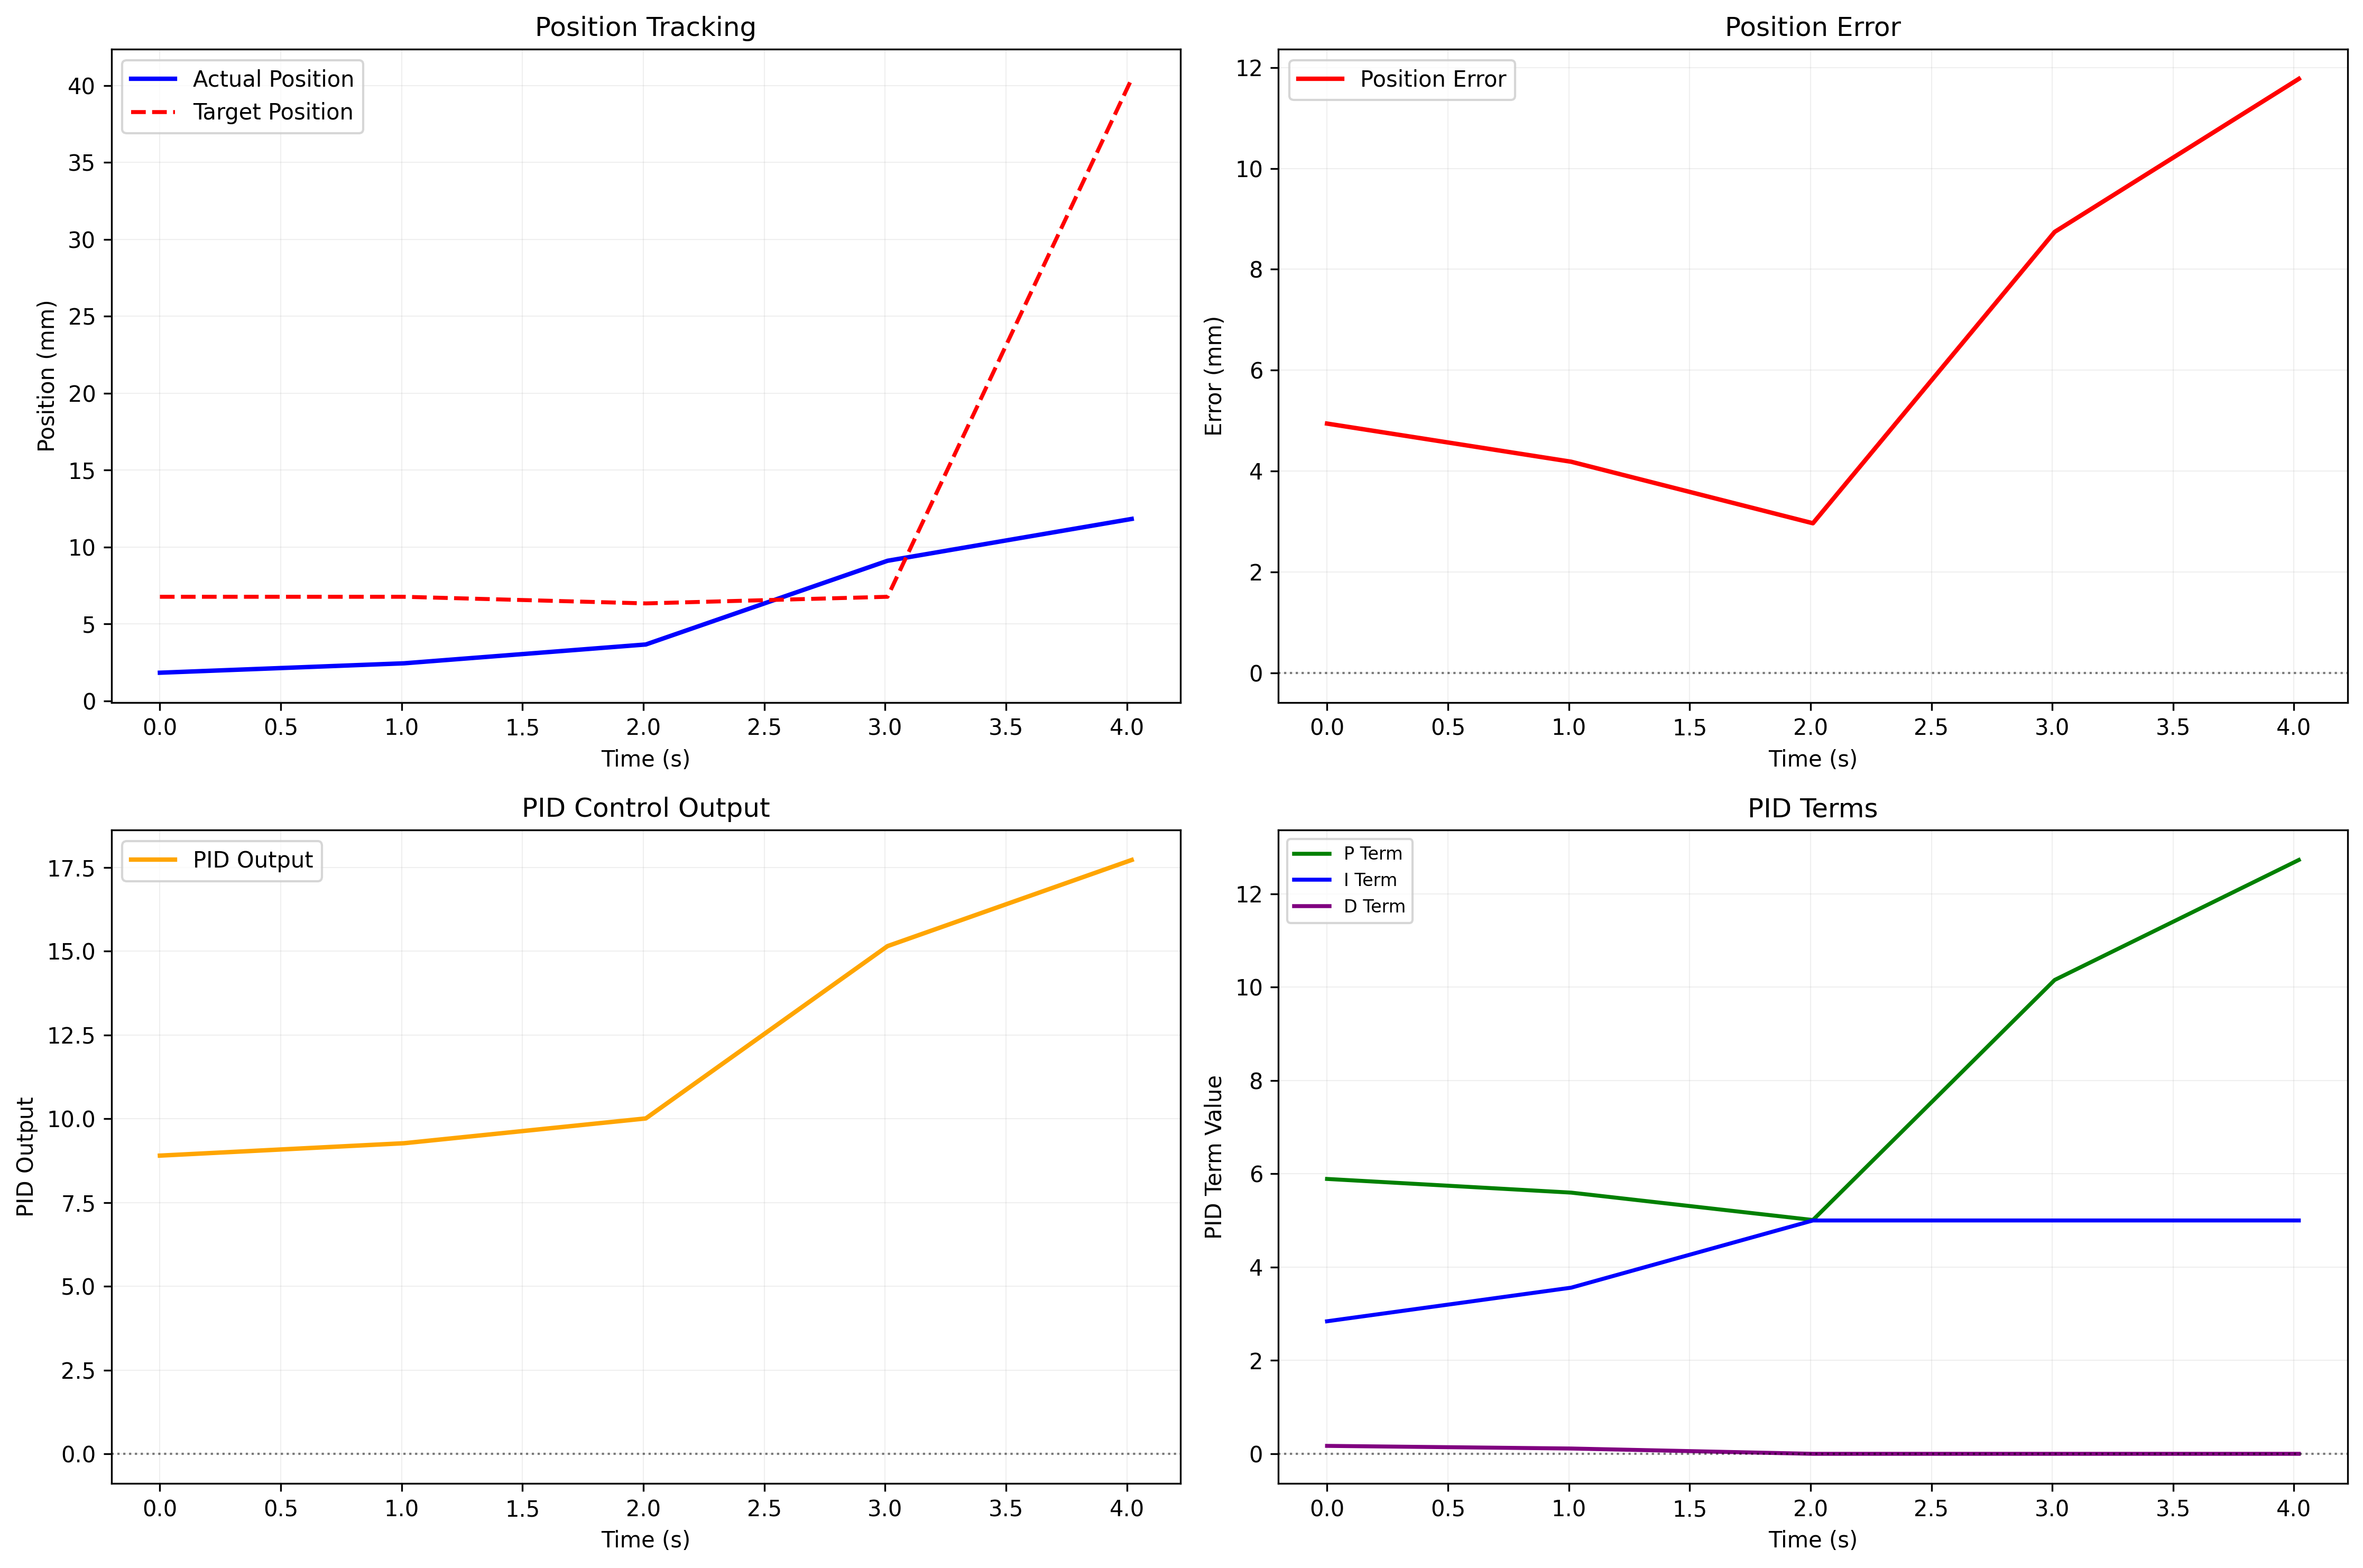 Position Tracking
Actual Position
Target Position
40
35
30
25
20
15
10
5
0
Position (mm)
0.0 0.5 1.0 1.5 2.0 2.5 3.0 3.5 4.0
Time (s)
Position Error
Position Error
12
10
8
6
4
2
0
Error (mm)
0.0 0.5 1.0 1.5 2.0 2.5 3.0 3.5 4.0
Time (s)
PID Control Output
PID Output
17.5
15.0
12.5
10.0
7.5
5.0
2.5
0.0
PID Output
0.0 0.5 1.0 1.5 2.0 2.5 3.0 3.5 4.0
Time (s)
PID Terms
P Term
I Term
D Term
12
10
8
6
4
2
0
PID Term Value
0.0 0.5 1.0 1.5 2.0 2.5 3.0 3.5 4.0
Time (s)